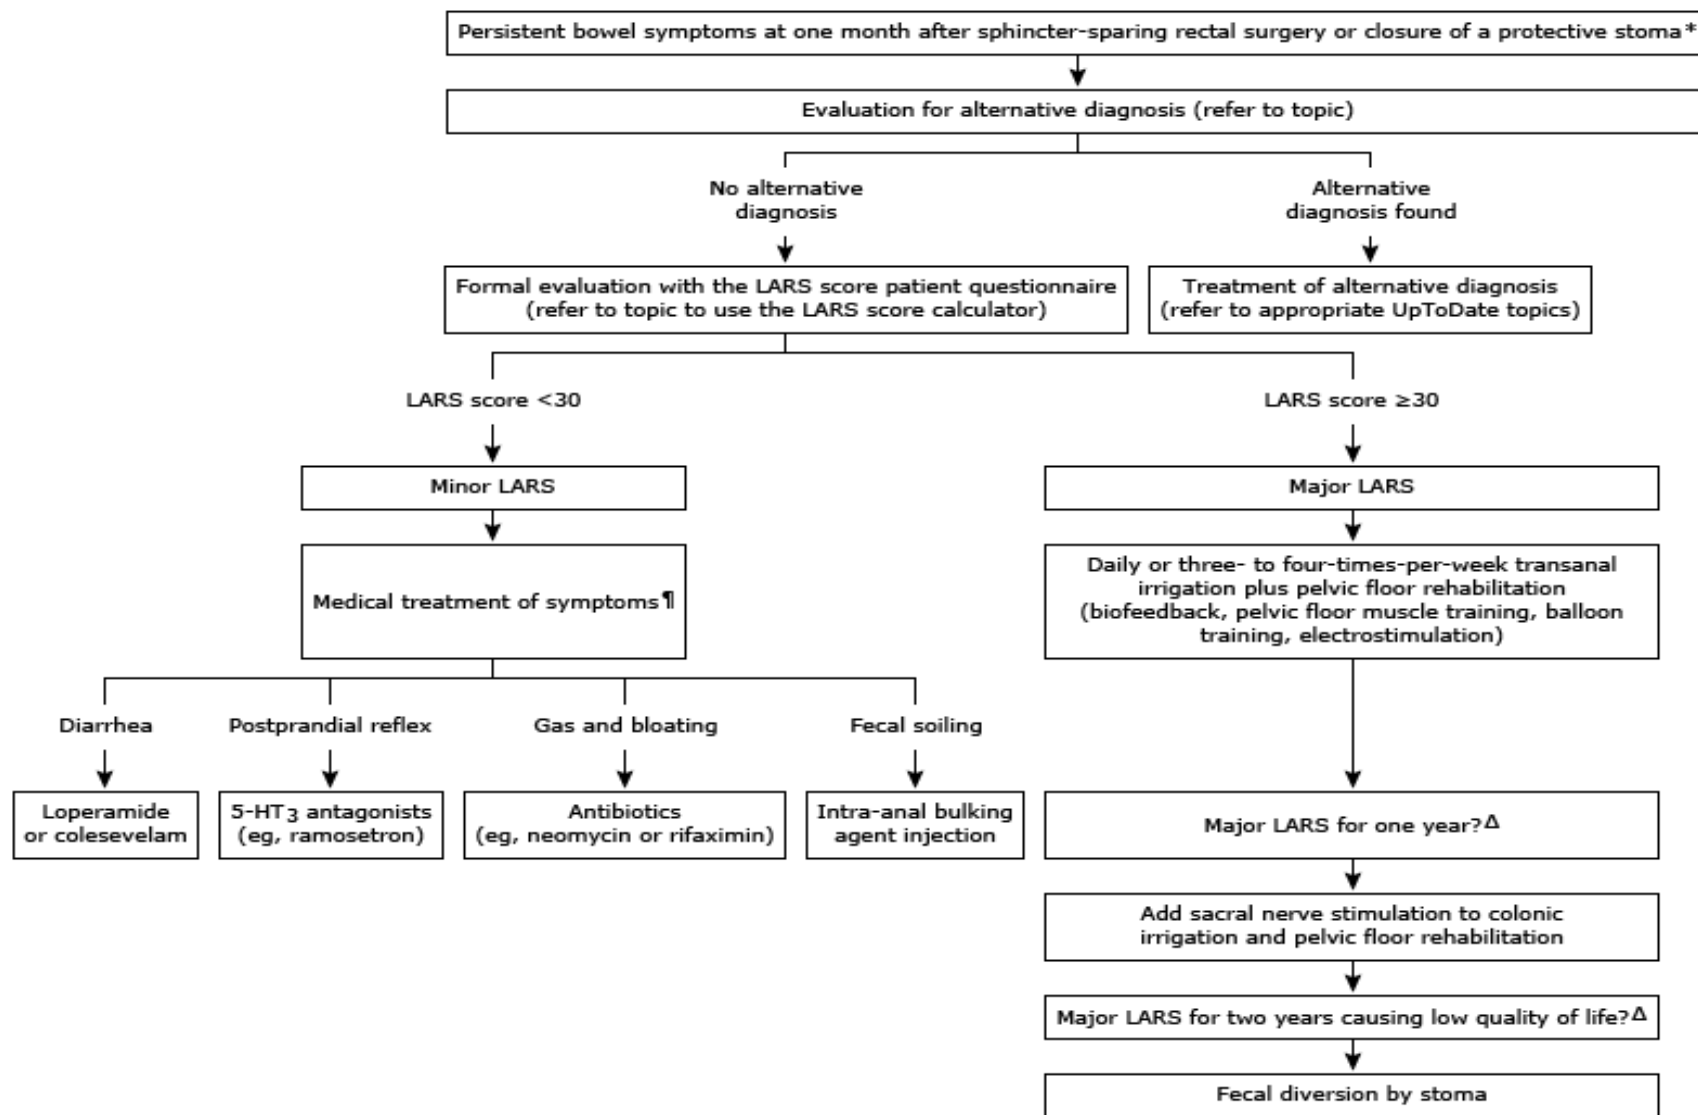 Persistent bowel symptoms at one month after sphincter-sparing rectal surgery or closure of a protective stoma*
Evaluation for alternative diagnosis (refer to topic)
No alternative
diagnosis
Alternative
diagnosis found
Formal evaluation with the LARS score patient questionnaire
(refer to topic to use the LARS score calculator)
Treatment of alternative diagnosis
(refer to appropriate UpToDate topics)
LARS score <30
LARS score ≥30
Minor LARS
Major LARS
Medical treatment of symptoms¶
Daily or three- to four-times-per-week transanal
irrigation plus pelvic floor rehabilitation
(biofeedback, pelvic floor muscle training, balloon
training, electrostimulation)
Diarrhea
Postprandial reflex
Gas and bloating
Fecal soiling
Loperamide
or colesevelam
5-HT3 antagonists
(eg, ramosetron)
Antibiotics
(eg, neomycin or rifaximin)
Intra-anal bulking
agent injection
Major LARS for one year?Δ
Add sacral nerve stimulation to colonic
irrigation and pelvic floor rehabilitation
Major LARS for two years causing low quality of life?Δ
Fecal diversion by stoma